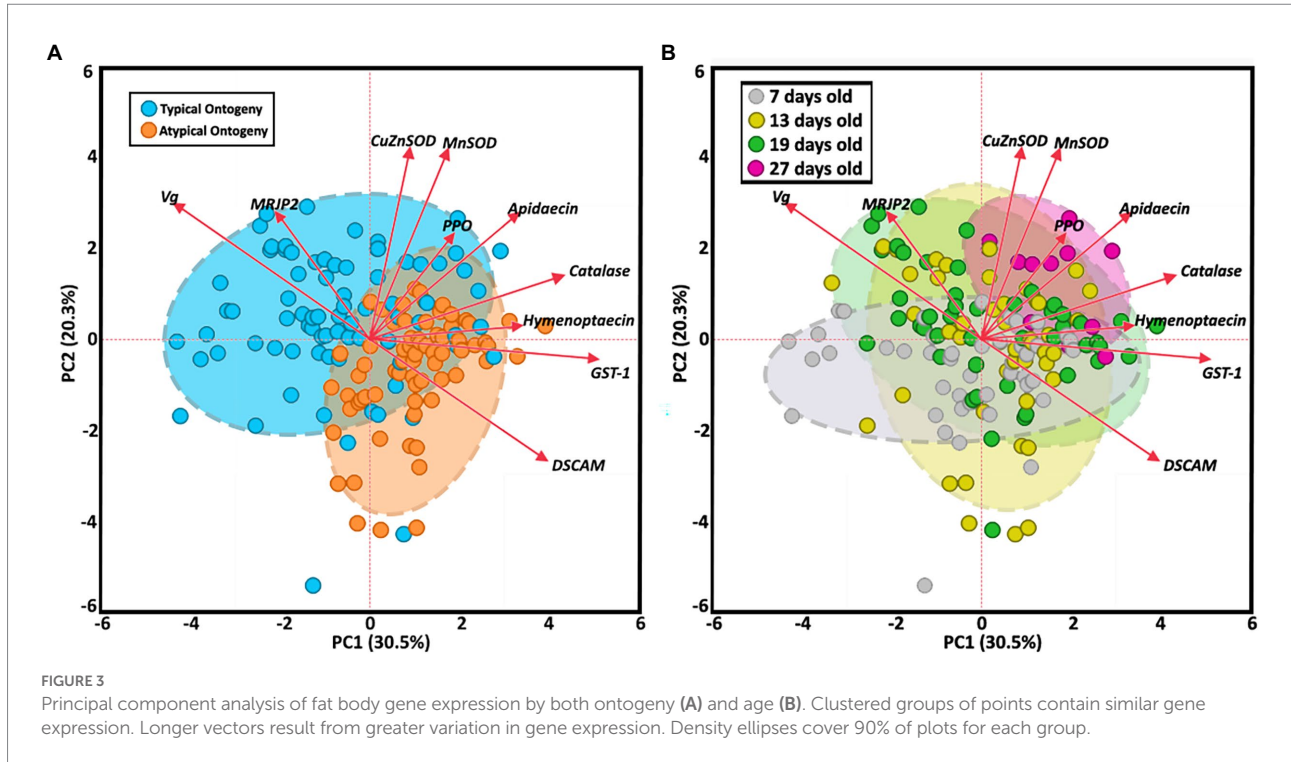 A
B
6
4
2
0
-2
-4
-6
PC2 (20.3%)
Typical Ontogeny
Atypical Ontogeny
CuZnSOD
MnSOD
Vg
MRJP2
Apidaecin
PPO
Catalase
Hymenoptaecin
GST-1
DSCAM
-6 -4 -2 0 2 4 6
PC1 (30.5%)
6
4
2
0
-2
-4
-6
PC2 (20.3%)
7 days old
13 days old
19 days old
27 days old
CuZnSOD
MnSOD
Vg
MRJP2
Apidaecin
PPO
Catalase
Hymenoptaecin
GST-1
DSCAM
-6 -4 -2 0 2 4 6
PC1 (30.5%)
FIGURE 3
Principal component analysis of fat body gene expression by both ontogeny (A) and age (B). Clustered groups of points contain similar gene
expression. Longer vectors result from greater variation in gene expression. Density ellipses cover 90% of plots for each group.